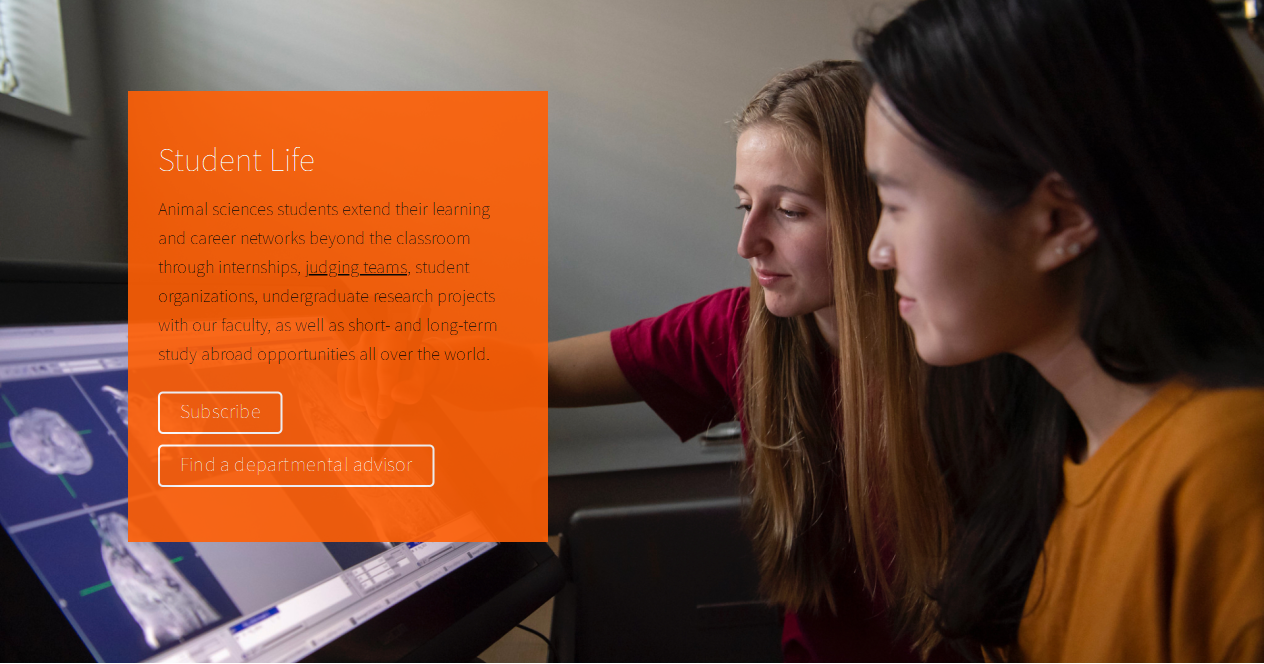 Student Life
Animal sciences students extend their learning
and career networks beyond the classroom
through internships, judging teams, student
organizations, undergraduate research projects
with our faculty, as well as short- and long-term
study abroad opportunities all over the world.
Subscribe
Find a departmental advisor